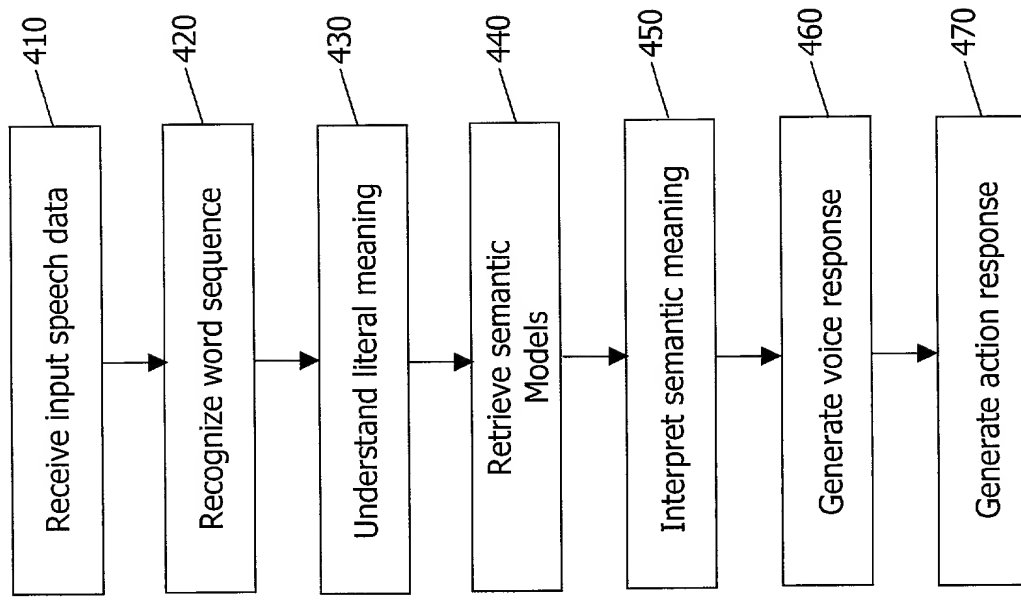 Receive input speech data
410
Recognize word sequence
420
Understand literal meaning
430
Retrieve semantic
Models
440
Interpret semantic meaning
450
Generate voice response
460
Generate action response
470